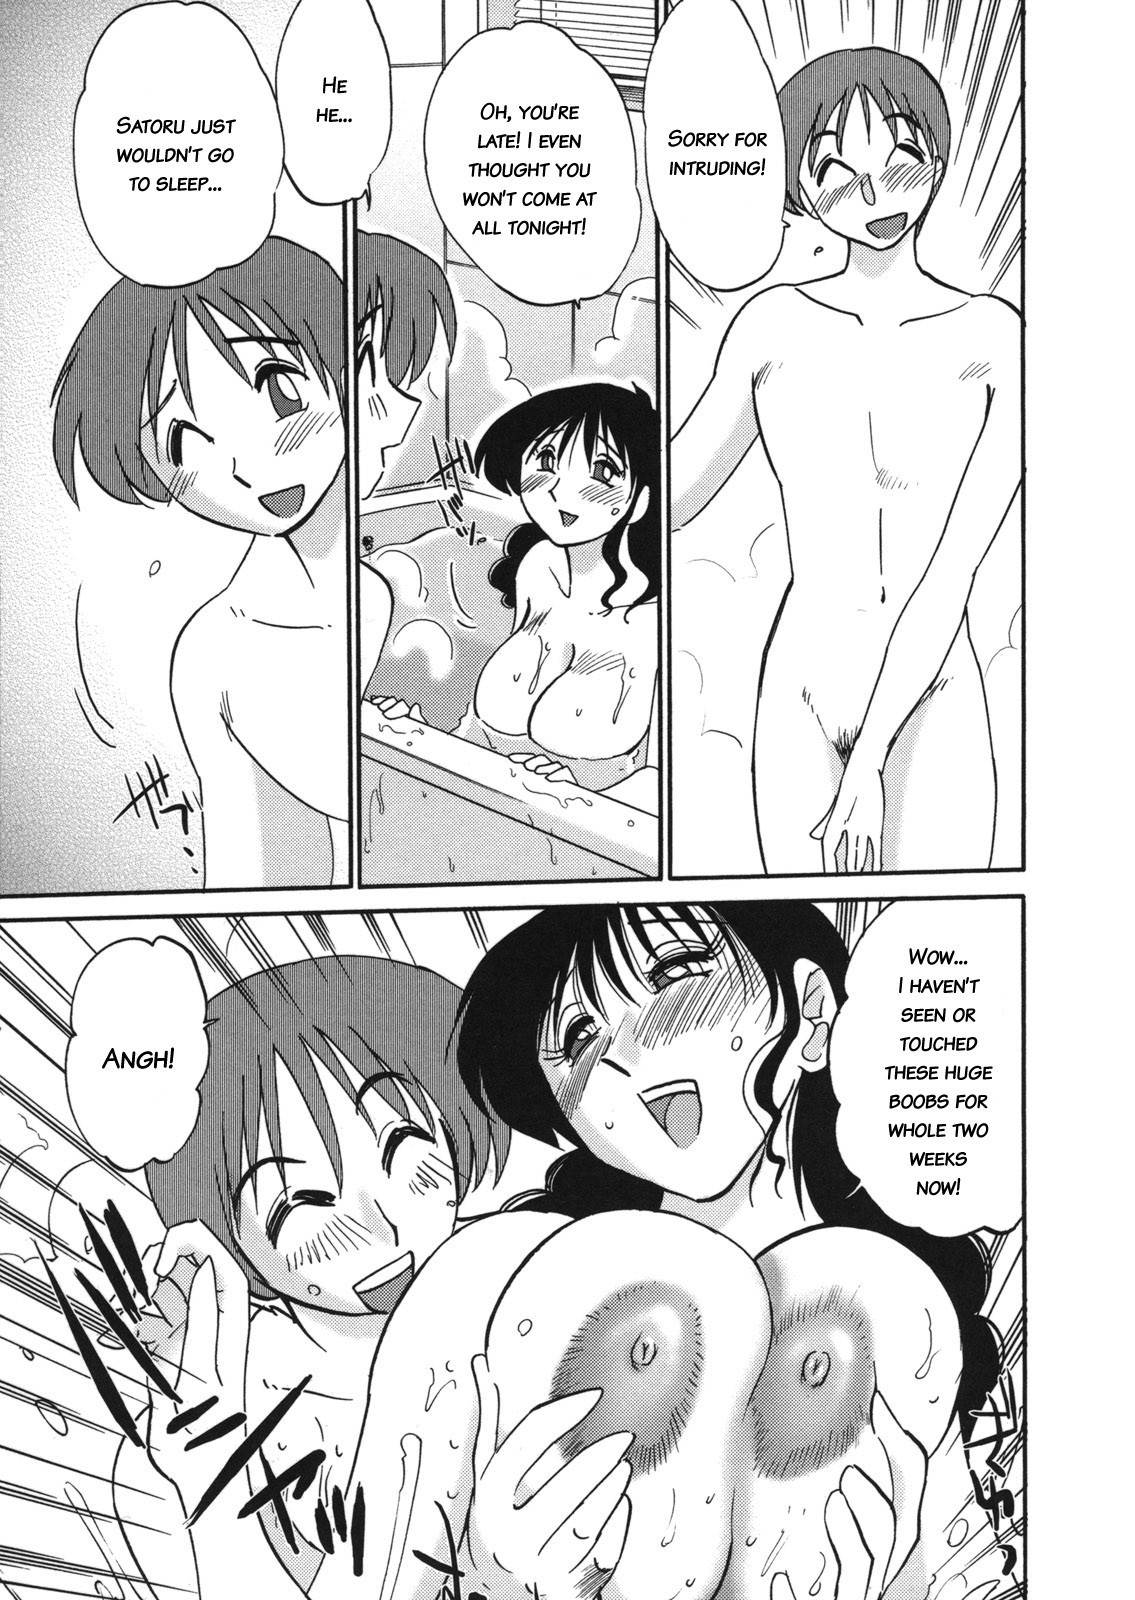 SORRY FOR
INTRUDING!
OH, YOU'RE
LATE! I EVEN
THOUGHT YOU
WON'T COME AT
ALL TONIGHT!
HE
HE...
SATORU JUST
WOULDN'T GO
TO SLEEP...
WOW...
I HAVEN'T
SEEN OR
TOUCHED
THESE HUGE
BOOBS FOR
WHOLE TWO
WEEKS
NOW!
ANGH!